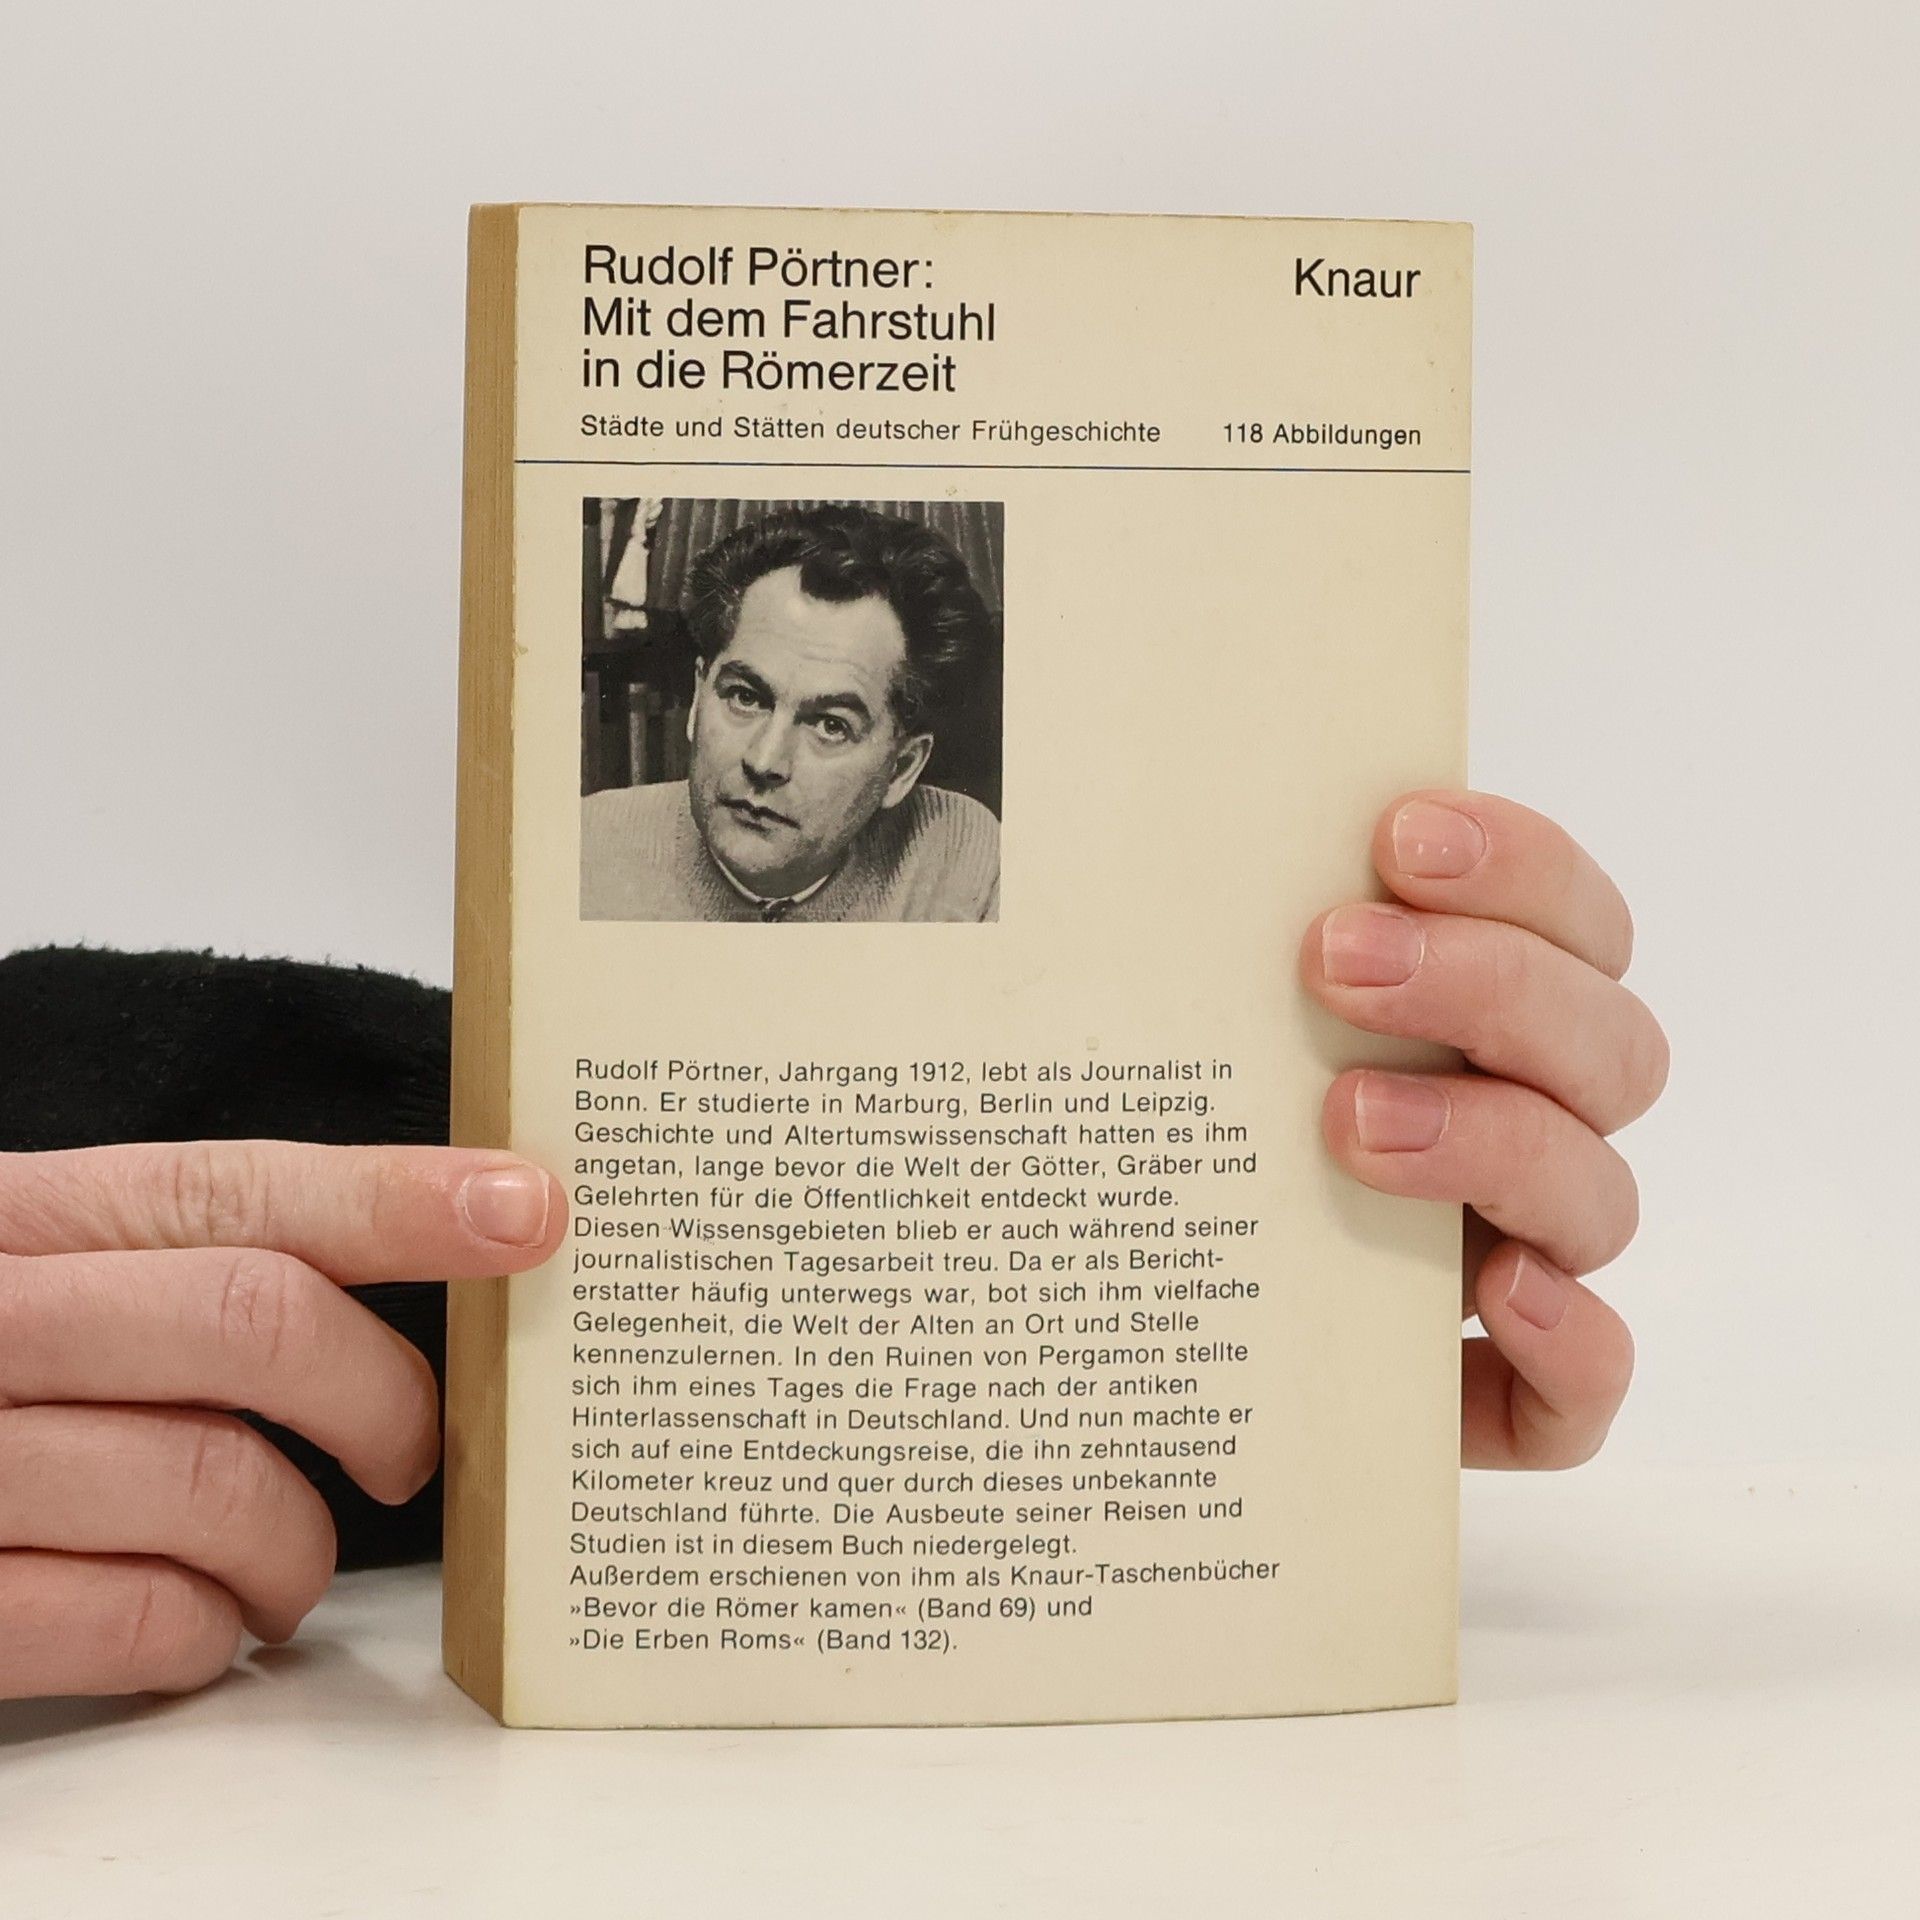 Rudolf Pörtner:
Mit dem Fahrstuhl
in die Römerzeit
Knaur
Städte und Stätten deutscher Frühgeschichte
118 Abbildungen
Rudolf Pörtner, Jahrgang 1912, lebt als Journalist in
Bonn. Er studierte in Marburg, Berlin und Leipzig.
Geschichte und Altertumswissenschaft hatten es ihm
angetan, lange bevor die Welt der Götter, Gräber und
Gelehrten für die Öffentlichkeit entdeckt wurde.
Diesen Wissensgebieten blieb er auch während seiner
journalistischen Tagesarbeit treu. Da er als Bericht-
erstatter häufig unterwegs war, bot sich ihm vielfache
Gelegenheit, die Welt der Alten an Ort und Stelle
kennenzulernen. In den Ruinen von Pergamon stellte
sich ihm eines Tages die Frage nach der antiken
Hinterlassenschaft in Deutschland. Und nun machte er
sich auf eine Entdeckungsreise, die ihn zehntausend
Kilometer kreuz und quer durch dieses unbekannte
Deutschland führte. Die Ausbeute seiner Reisen und
Studien ist in diesem Buch niedergelegt.
Außerdem erschienen von ihm als Knaur-Taschenbücher
»Bevor die Römer kamen« (Band 69) und
»Die Erben Roms« (Band 132).